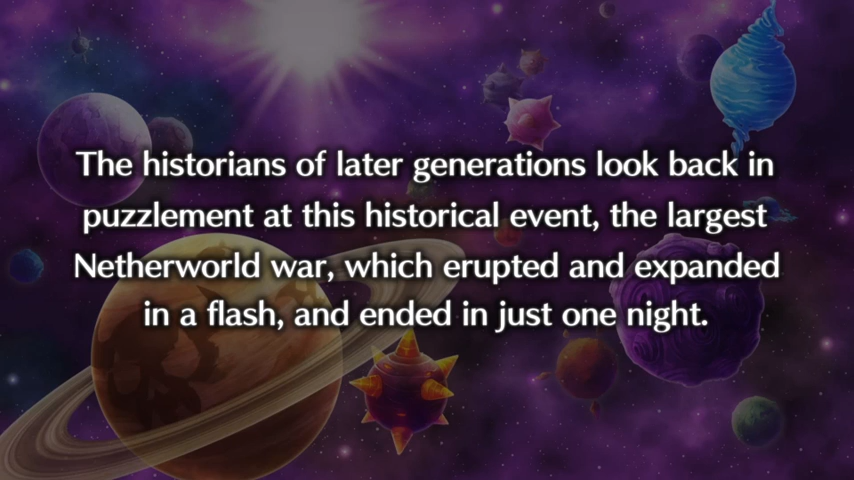 The historians of later generations look back in
puzzlement at this historical event, the largest
Netherworld war, which erupted and expanded
in a flash, and ended in just one night.